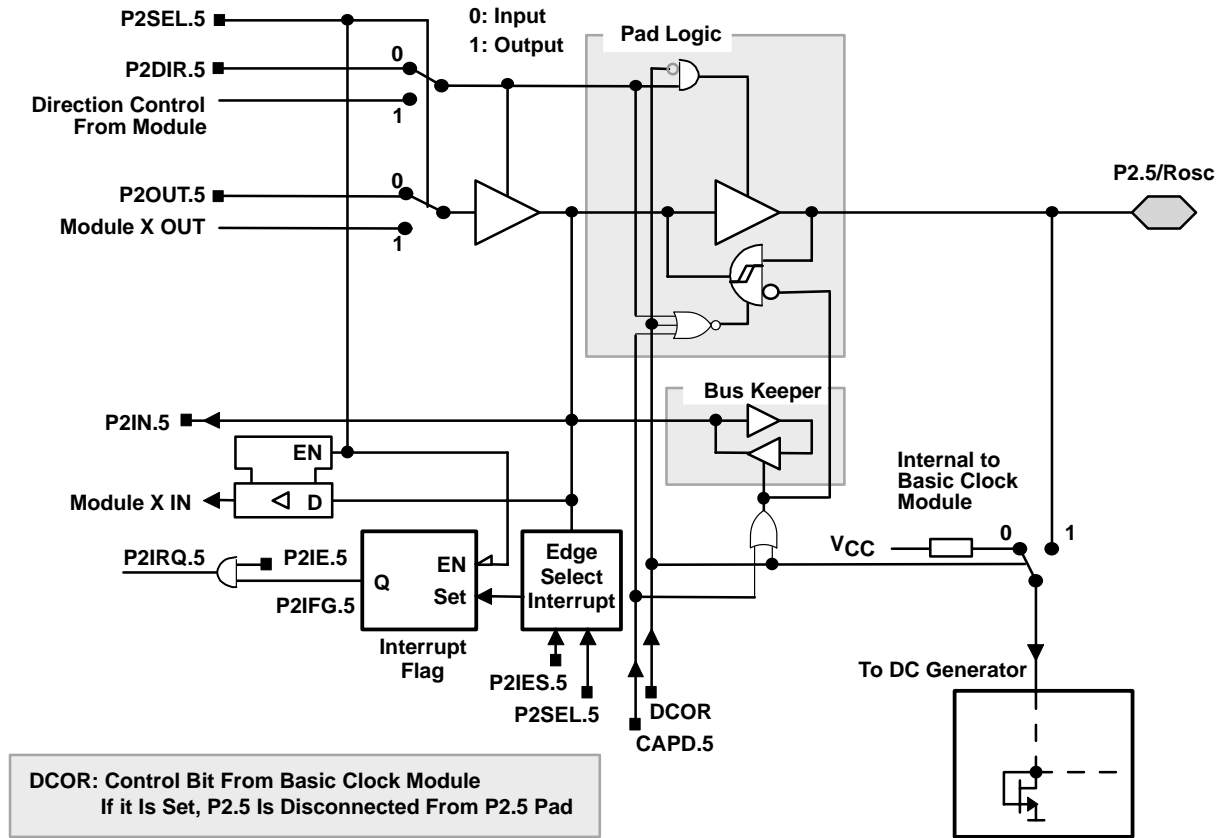 P2SEL.5
0: Input
1: Output
Pad Logic
P2DIR.5
0
Direction Control
From Module
1
P2OUT.5
0
Module X OUT
1
P2.5/Rosc
Bus Keeper
P2IN.5
EN
Module X IN
D
Internal to
Basic Clock
Module
VCC
0
1
P2IRQ.5
P2IE.5
P2IFG.5
Q
EN
Set
Interrupt
Flag
Edge
Select
Interrupt
P2IES.5
P2SEL.5
DCOR
CAPD.5
To DC Generator
DCOR: Control Bit From Basic Clock Module
If it Is Set, P2.5 Is Disconnected From P2.5 Pad